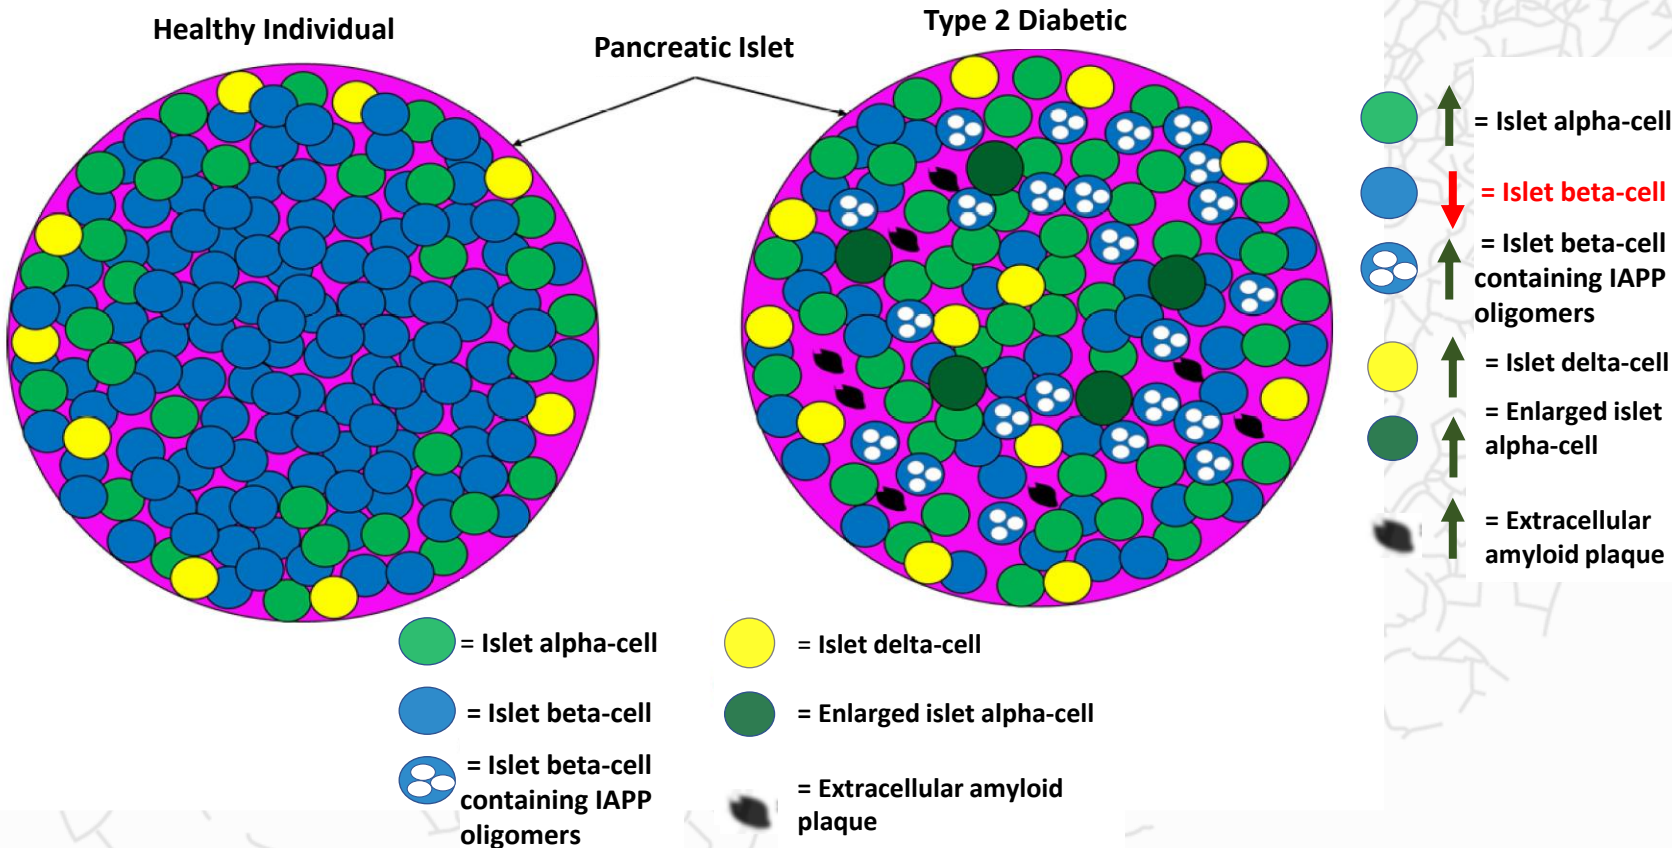 Healthy Individual
Type 2 Diabetic
Pancreatic Islet
= Islet alpha-cell
= Islet beta-cell
= Islet beta-cell
containing IAPP
oligomers
= Islet delta-cell
= Enlarged islet
alpha-cell
= Extracellular
amyloid plaque
= Islet alpha-cell
= Islet beta-cell
= Islet beta-cell
containing IAPP
oligomers
= Islet delta-cell
= Enlarged islet alpha-cell
= Extracellular amyloid
plaque